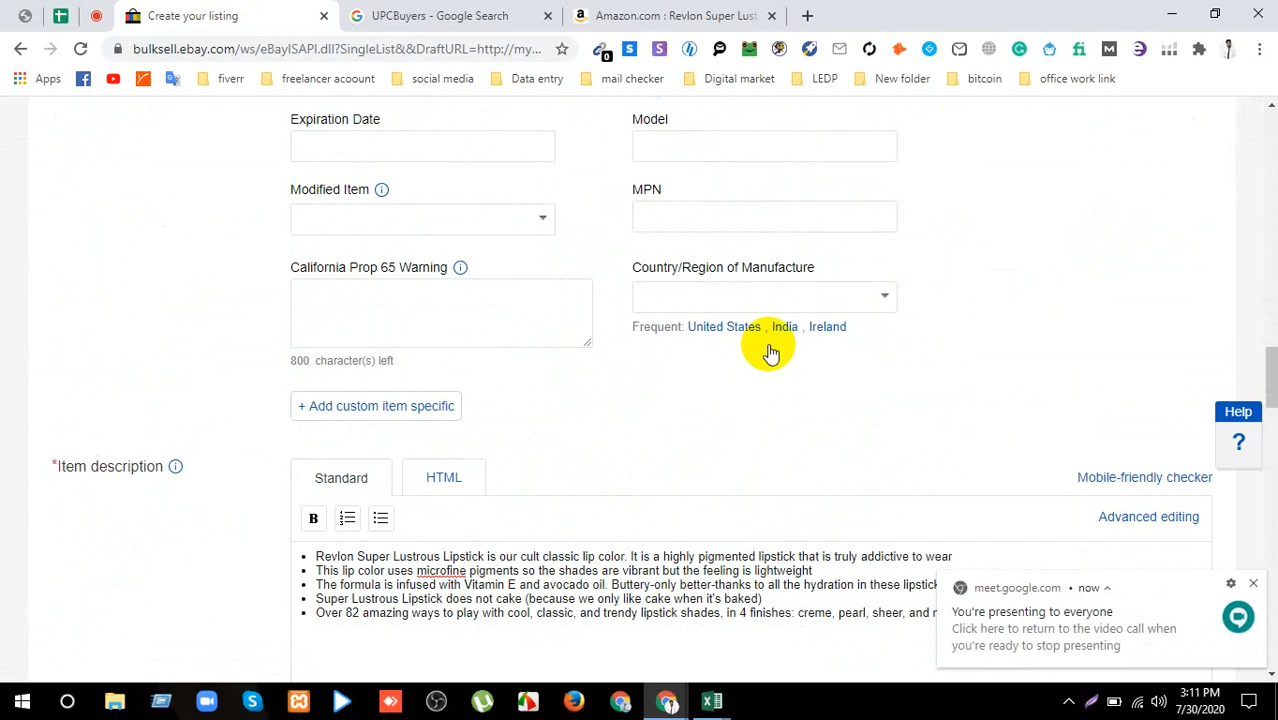 Create your listing
UPCBuyers - Google Search
Amazon.com : Revlon Super Lust
bulksell.ebay.com/ws/eBayISAPI.dll?SingleList&&DraftURL=http://my...
0
Apps
fiverr
freelancer acoount
social media
Data entry
mail checker
Digital market
LEDP
New folder
bitcoin
office work link
Expiration Date
Model
Modified Item
MPN
California Prop 65 Warning
Country/Region of Manufacture
Frequent: United States , India , Ireland
800 character(s) left
+ Add custom item specific
Help
?
*Item description
Standard
HTML
Mobile-friendly checker
B
Advanced editing
• Revlon Super Lustrous Lipstick is our cult classic lip color. It is a highly pigmented lipstick that is truly addictive to wear
• This lip color uses microfine pigments so the shades are vibrant but the feeling is lightweight
• The formula is infused with Vitamin E and avocado oil. Buttery-only better-thanks to all the hydration in these lipstick
• Super Lustrous Lipstick does not cake (because we only like cake when it's baked)
• Over 82 amazing ways to play with cool, classic, and trendy lipstick shades, in 4 finishes: creme, pearl, sheer, and
meet.google.com • now
You're presenting to everyone
Click here to return to the video call when
you're ready to stop presenting
3:11 PM
7/30/2020